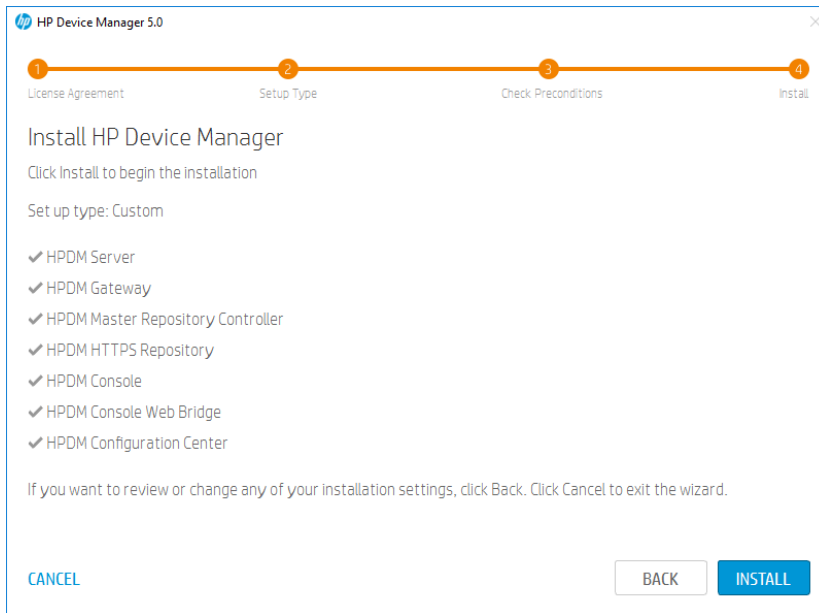 hp HP Device Manager 5.0
1 2 3 4
License Agreement Setup Type Check Preconditions Install
Install HP Device Manager
Click Install to begin the installation
Set up type: Custom
HPDM Server
HPDM Gateway
HPDM Master Repository Controller
HPDM HTTPS Repository
HPDM Console
HPDM Console Web Bridge
HPDM Configuration Center
If you want to review or change any of your installation settings, click Back. Click Cancel to exit the wizard.
CANCEL BACK INSTALL